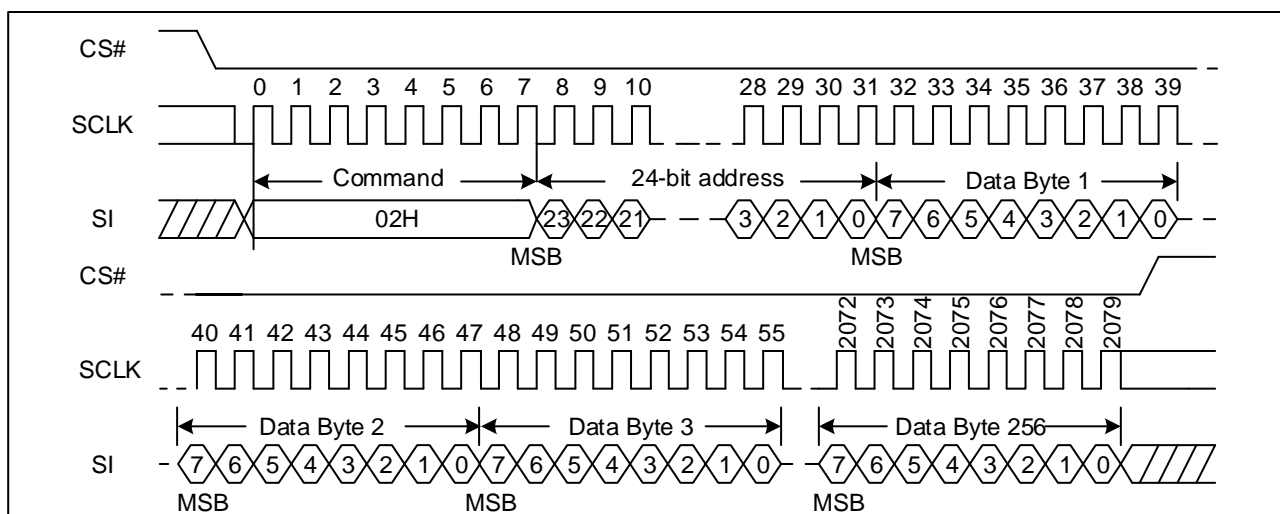 CS#
0 1 2 3 4 5 6 7 8 9 10 28 29 30 31 32 33 34 35 36 37 38 39
SCLK
Command 24-bit address Data Byte 1
SI 02H 23 22 21 3 2 1 0 7 6 5 4 3 2 1 0
MSB MSB
CS#
40 41 42 43 44 45 46 47 48 49 50 51 52 53 54 55 2072 2073 2074 2075 2076 2077 2078 2079
SCLK
Data Byte 2 Data Byte 3 Data Byte 256
SI 7 6 5 4 3 2 1 0 7 6 5 4 3 2 1 0 7 6 5 4 3 2 1 0
MSB MSB MSB